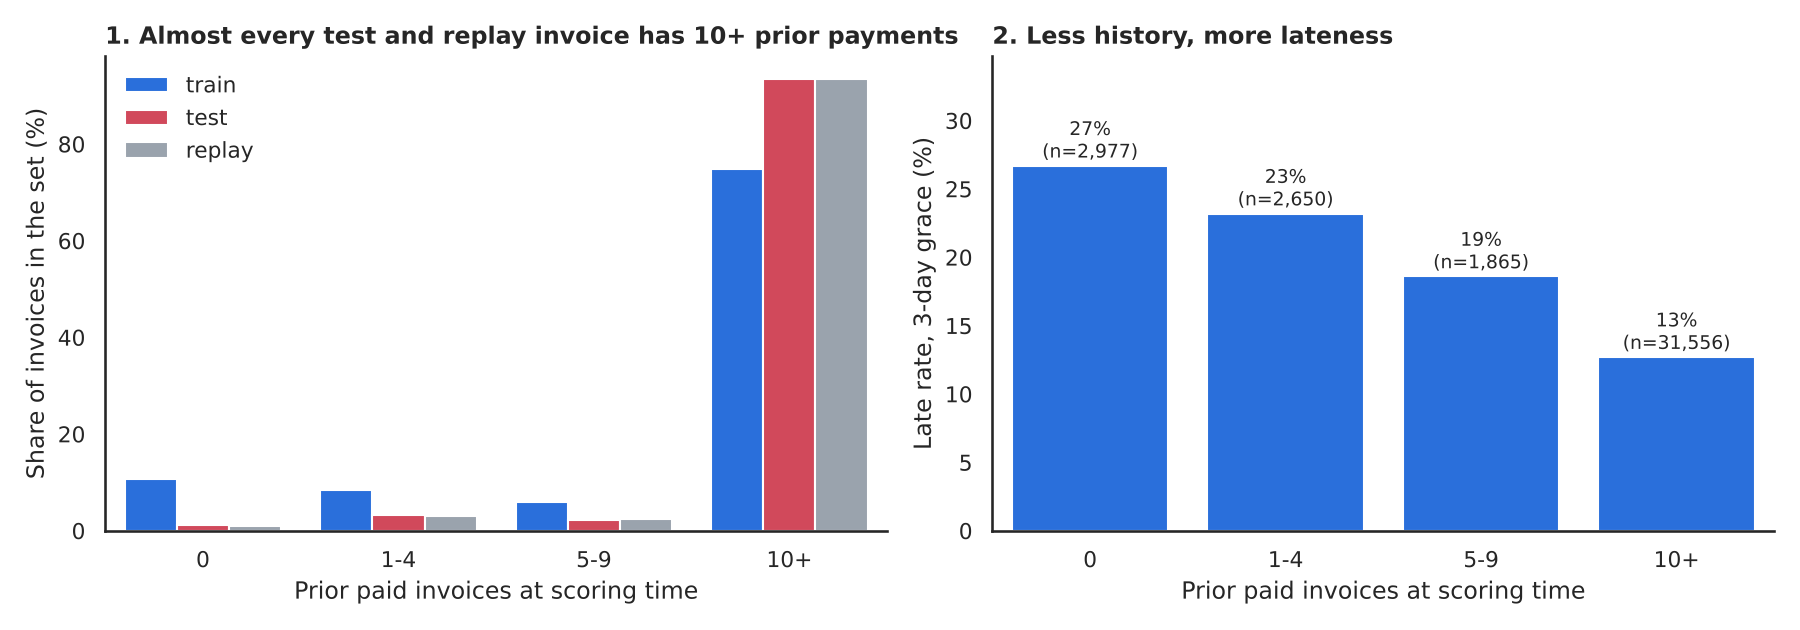 1. Almost every test and replay invoice has 10+ prior payments
train
test
replay
Share of invoices in the set (%)
80
60
40
20
0
0
1-4
5-9
10+
Prior paid invoices at scoring time
2. Less history, more lateness
Late rate, 3-day grace (%)
30
25
20
15
10
5
0
27%
(n=2,977)
23%
(n=2,650)
19%
(n=1,865)
13%
(n=31,556)
0
1-4
5-9
10+
Prior paid invoices at scoring time